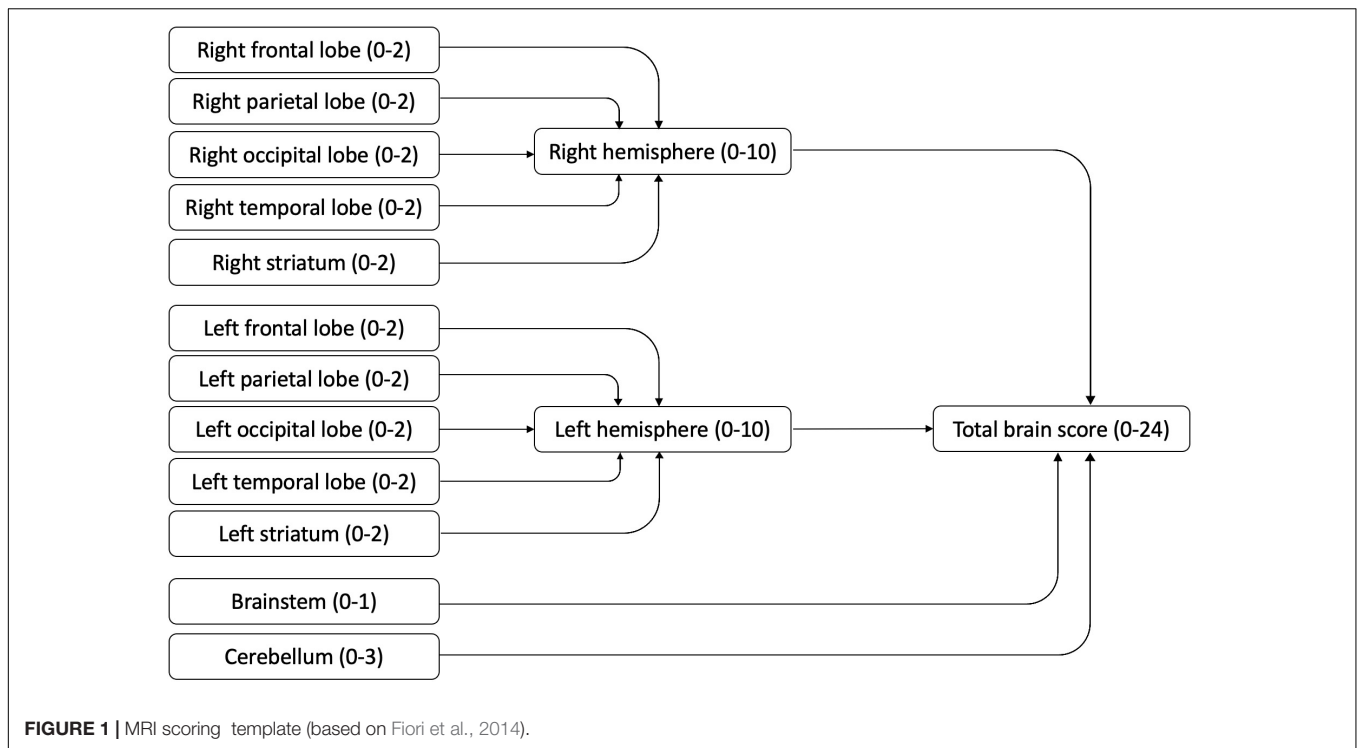 Right frontal lobe (0-2)
Right parietal lobe (0-2)
Right occipital lobe (0-2)
Right temporal lobe (0-2)
Right striatum (0-2)
Right hemisphere (0-10)
Left frontal lobe (0-2)
Left parietal lobe (0-2)
Left occipital lobe (0-2)
Left temporal lobe (0-2)
Left striatum (0-2)
Left hemisphere (0-10)
Total brain score (0-24)
Brainstem (0-1)
Cerebellum (0-3)
FIGURE 1 | MRI scoring template (based on Fiori et al., 2014).